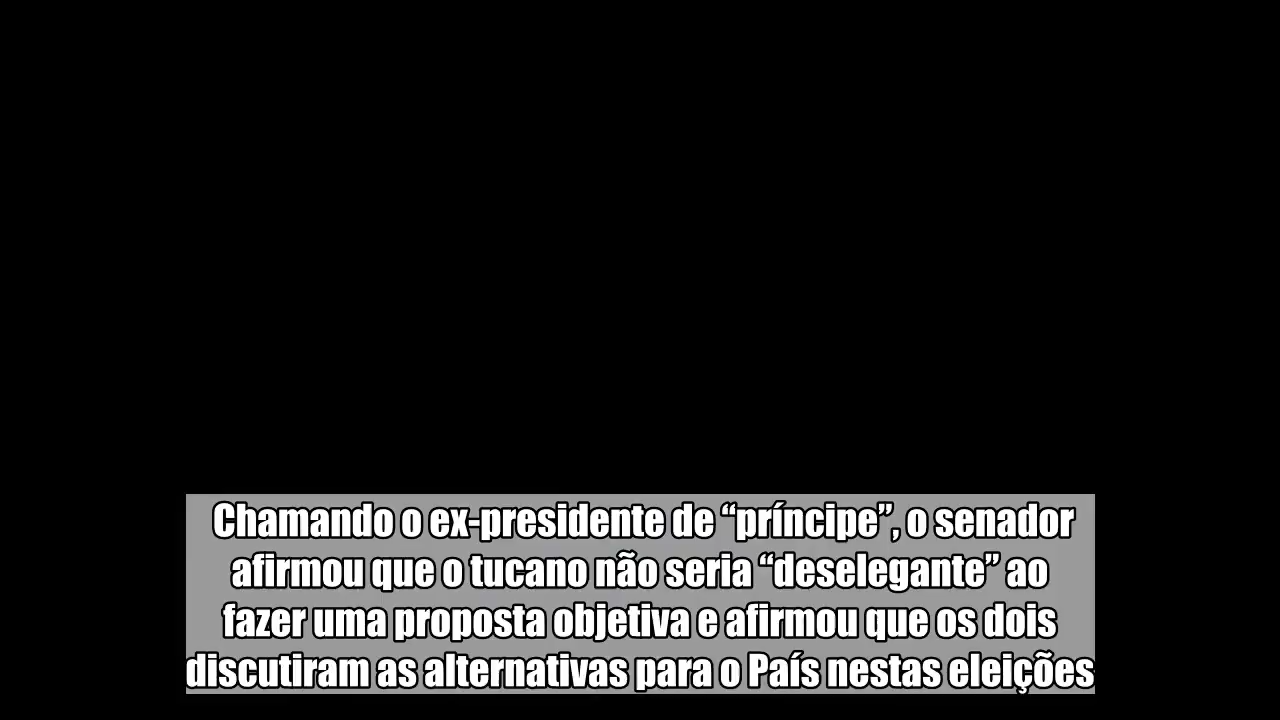 Chamando o ex-presidente de “príncipe”, o senador
afirmou que o tucano não seria “deselegante” ao
fazer uma proposta objetiva e afirmou que os dois
discutiram as alternativas para o País nestas eleições